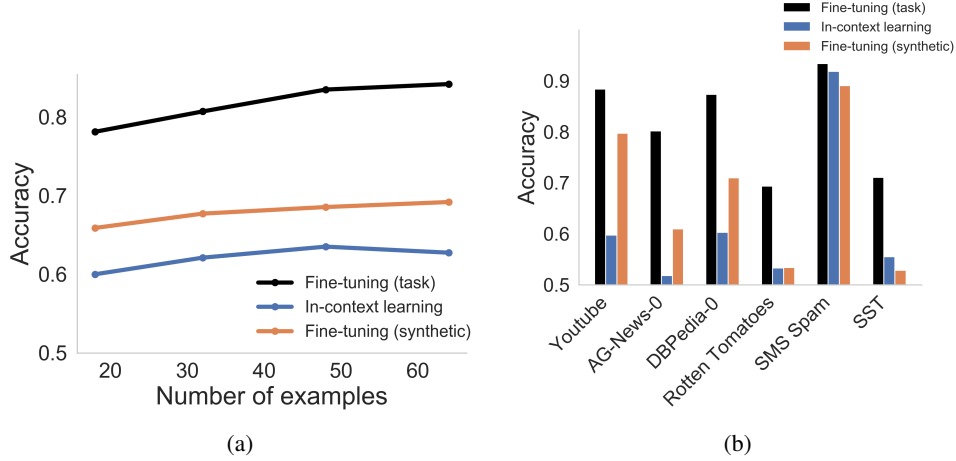 Accuracy
0.8
0.7
0.6
0.5
Fine-tuning (task)
In-context learning
Fine-tuning (synthetic)
20 30 40 50 60
Number of examples
(a)
Fine-tuning (task)
In-context learning
Fine-tuning (synthetic)
Accuracy
0.9
0.8
0.7
0.6
0.5
Youtube
AG-News-0
DBPedia-0
Rotten Tomatoes
SMS Spam
SST
(b)